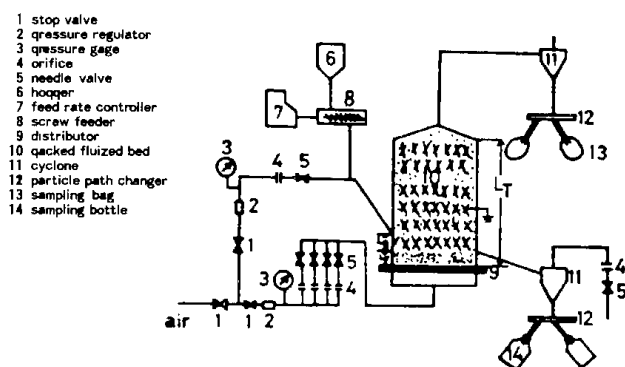 1 stop valve
2 qressure regulator
3 qressure gage
4 orifice
5 needle valve
6 hoqqer
7 feed rate controller
8 screw feeder
9 distributor
10 qacked fluized bed
11 cyclone
12 particle path changer
13 sampling bag
14 sampling bottle
6
11
7
8
12
3
4
5
13
10
LT
2
1
3
5
4
9
11
4
5
12
14
air
1
1
2